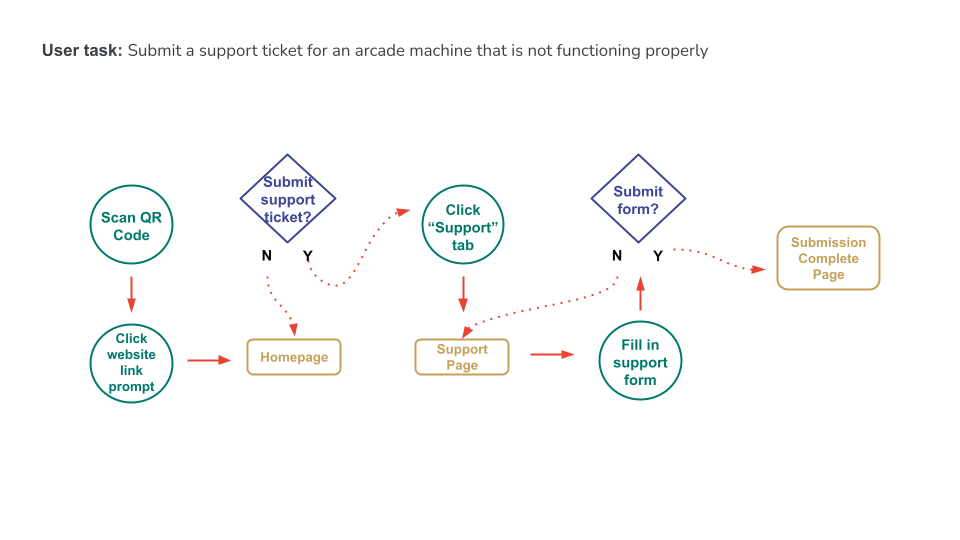 User task: Submit a support ticket for an arcade machine that is not functioning properly
Scan QR
Code
Click
website
link
prompt
Submit
support
ticket?
N Y
Homepage
Click
“Support”
tab
Support
Page
Submit
form?
N Y
Fill in
support
form
Submission
Complete
Page